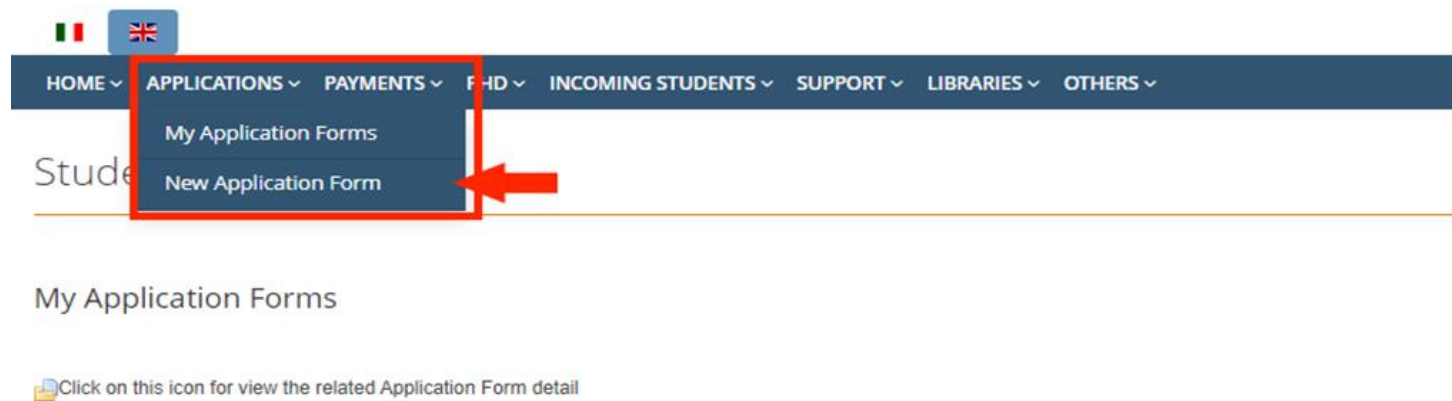 HOME APPLICATIONS PAYMENTS PHD INCOMING STUDENTS SUPPORT LIBRARIES OTHERS
My Application Forms
Stude
New Application Form
My Application Forms
Click on this icon for view the related Application Form detail